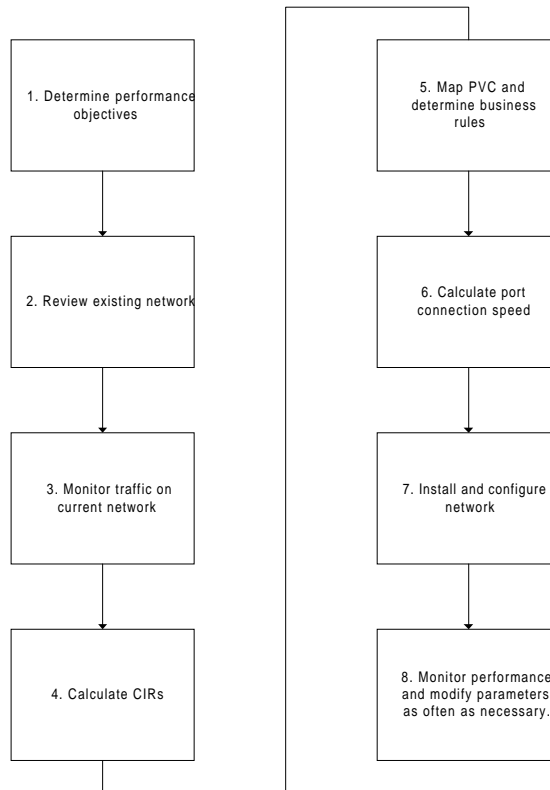 1. Determine performance
objectives
2. Review existing network
3. Monitor traffic on
current network
4. Calculate CIRs
5. Map PVC and
determine business
rules
6. Calculate port
connection speed
7. Install and configure
network
8. Monitor performance
and modify parameters
as often as necessary.